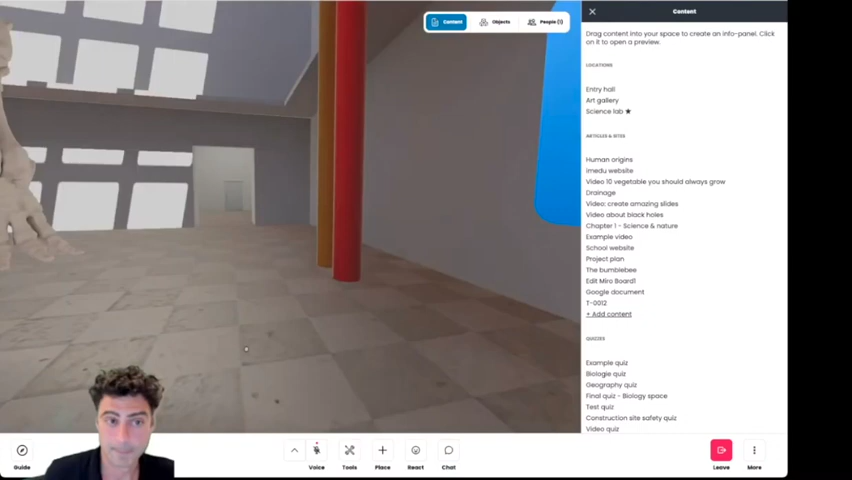 Content
Objects
People (1)
Content
Drag content into your space to create an info-panel. Click
on it to open a preview.
LOCATIONS
Entry hall
Art gallery
Science lab ★
ARTICLES & SITES
Human origins
imedu website
Video 10 vegetable you should always grow
Drainage
Video: create amazing slides
Video about black holes
Chapter 1 - Science & nature
Example video
School website
Project plan
The bumblebee
Edit Miro Board1
Google document
T-0012
+ Add content
QUIZZES
Example quiz
Biologie quiz
Geography quiz
Final quiz - Biology space
Test quiz
Construction site safety quiz
Video quiz
Guide
Voice
Tools
Place
React
Chat
Leave
More